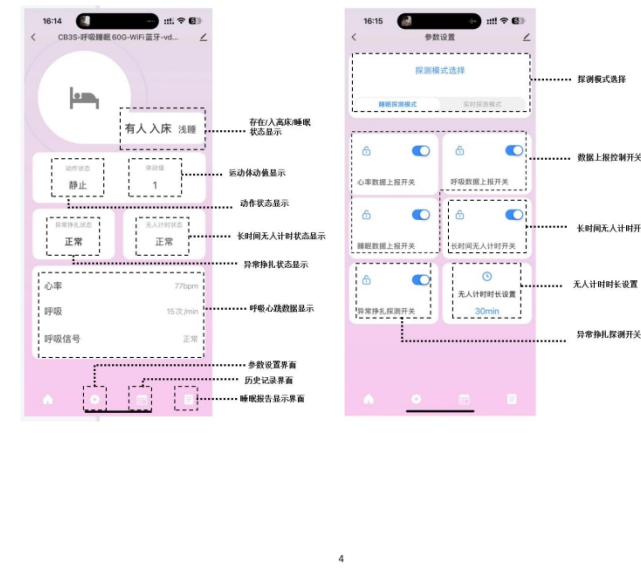 16:14
CB3S-呼吸睡眠 60G-WiFi 蓝牙-vd...
有人 入床 浅睡
动作状态
静止
体动值
1
异常挣扎状态
正常
无人计时状态
正常
心率 77bpm
呼吸 15次/min
呼吸信号 正常
存在/入离床/睡眠
状态显示
运动体动值显示
动作状态显示
长时间无人计时状态显示
异常挣扎状态显示
呼吸心跳数据显示
参数设置界面
历史记录界面
睡眠报告显示界面
16:15
参数设置
探测模式选择
睡眠探测模式 实时探测模式
心率数据上报开关
呼吸数据上报开关
睡眠数据上报开关
长时间无人计时开关
异常挣扎探测开关
无人计时时长设置
30min
探测模式选择
数据上报控制开关
长时间无人计时开
无人计时时长设置
异常挣扎探测开关
4